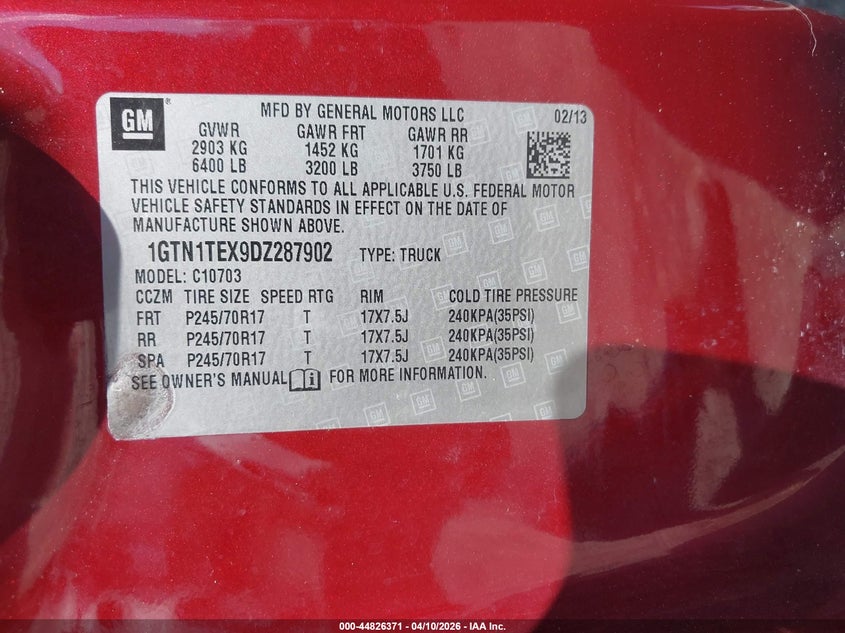 GM
MFD BY GENERAL MOTORS LLC 02/13
GVWR GAWR FRT GAWR RR
2903 KG 1452 KG 1701 KG
6400 LB 3200 LB 3750 LB
THIS VEHICLE CONFORMS TO ALL APPLICABLE U.S. FEDERAL MOTOR
VEHICLE SAFETY STANDARDS IN EFFECT ON THE DATE OF
MANUFACTURE SHOWN ABOVE.
1GTN1TEX9DZ287902 TYPE: TRUCK
MODEL: C10703
CCZM TIRE SIZE SPEED RTG RIM COLD TIRE PRESSURE
FRT P245/70R17 T 17X7.5J 240KPA(35PSI)
RR P245/70R17 T 17X7.5J 240KPA(35PSI)
SPA P245/70R17 T 17X7.5J 240KPA(35PSI)
SEE OWNER'S MANUAL i FOR MORE INFORMATION.
000-44826371 | 04/10/2026 | IAA Inc.